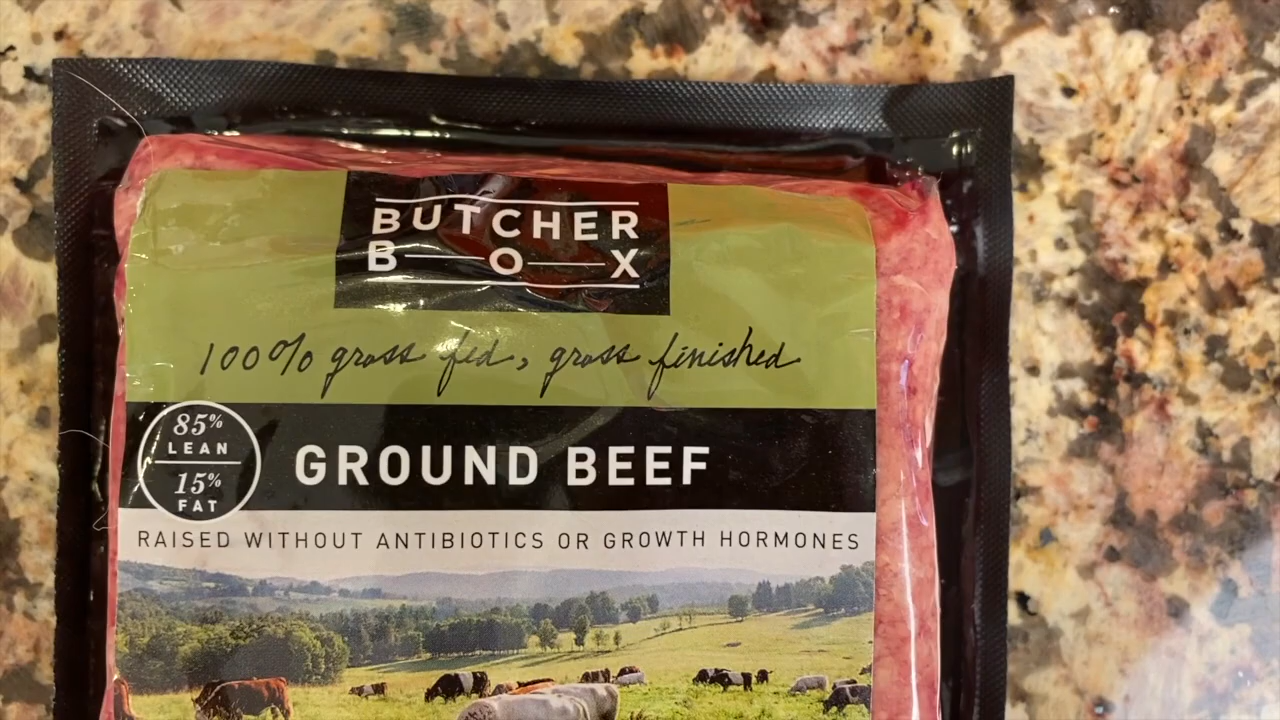 BUTCHER
BOX
100% grass fed, grass finished
85%
LEAN
15%
FAT
GROUND BEEF
RAISED WITHOUT ANTIBIOTICS OR GROWTH HORMONES